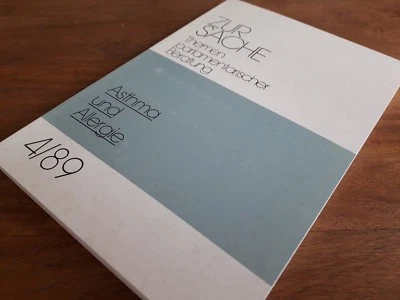 ZUR
SACHE
Themen
parlamentarischer
Beratung
Asthma
und
Allergie
4/89